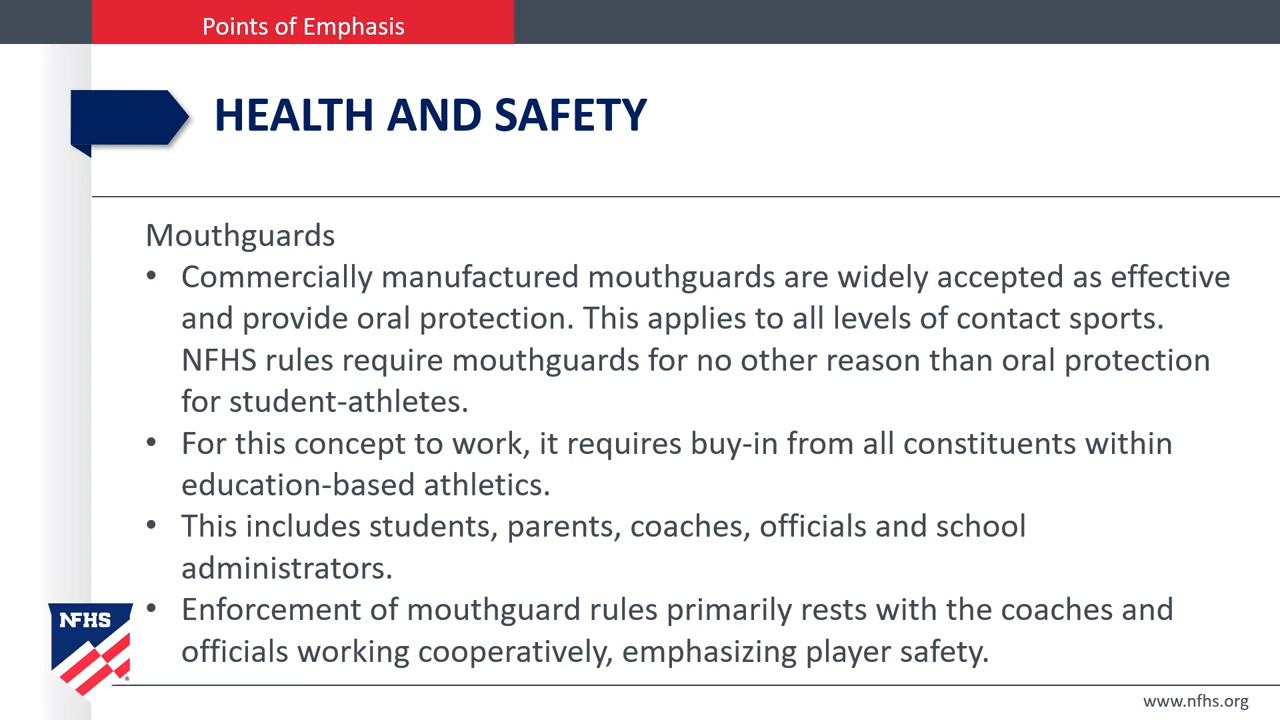 Points of Emphasis
HEALTH AND SAFETY
Mouthguards
• Commercially manufactured mouthguards are widely accepted as effective
and provide oral protection. This applies to all levels of contact sports.
NFHS rules require mouthguards for no other reason than oral protection
for student-athletes.
• For this concept to work, it requires buy-in from all constituents within
education-based athletics.
• This includes students, parents, coaches, officials and school
administrators.
• Enforcement of mouthguard rules primarily rests with the coaches and
officials working cooperatively, emphasizing player safety.
NFHS
®
www.nfhs.org